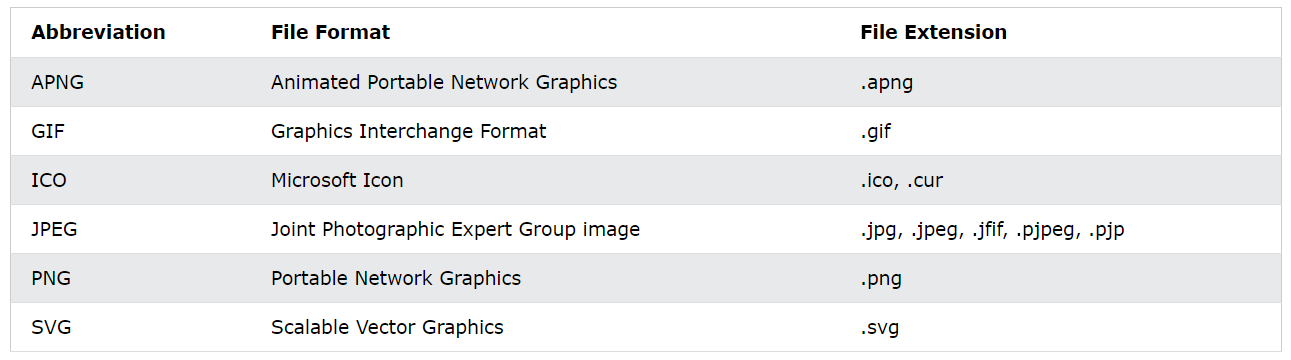 Abbreviation File Format File Extension
APNG Animated Portable Network Graphics .apng
GIF Graphics Interchange Format .gif
ICO Microsoft Icon .ico, .cur
JPEG Joint Photographic Expert Group image .jpg, .jpeg, .jfif, .pjpeg, .pjp
PNG Portable Network Graphics .png
SVG Scalable Vector Graphics .svg